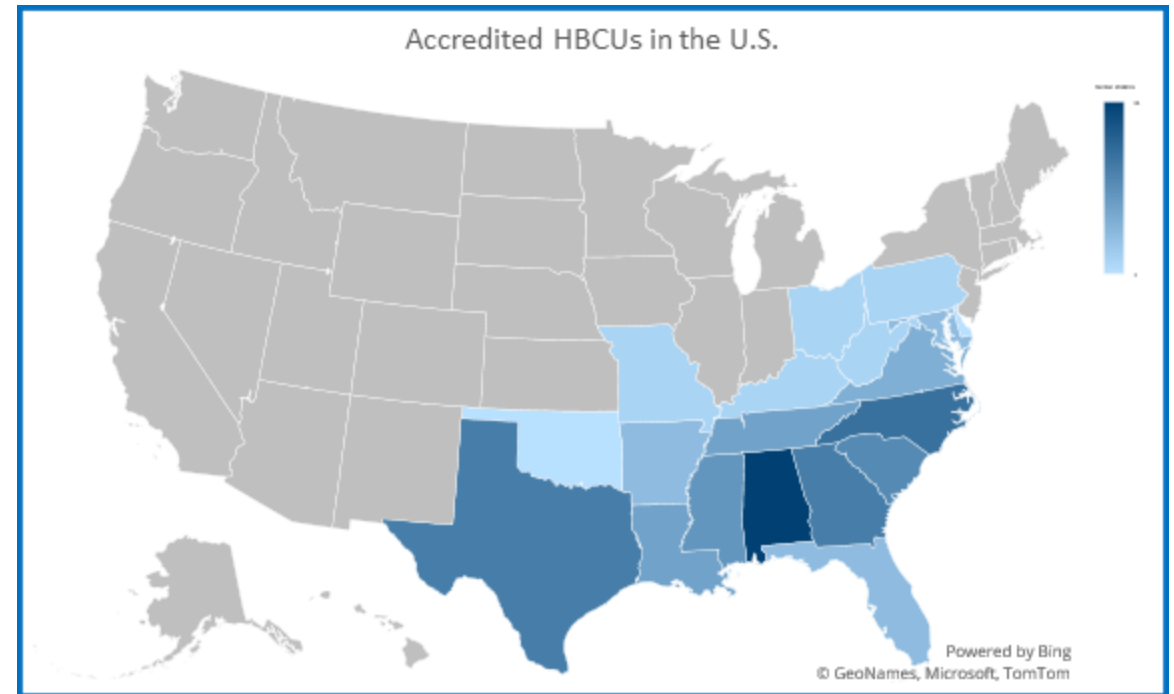 Accredited HBCUs in the U.S.
Powered by Bing
© GeoNames, Microsoft, TomTom